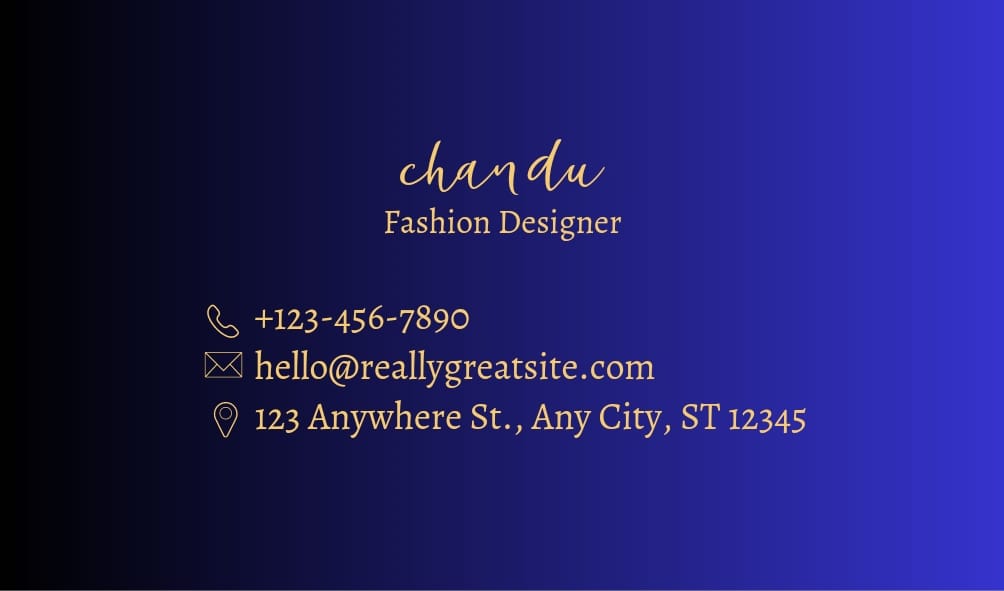 chandu
Fashion Designer
+123-456-7890
hello@reallygreatsite.com
123 Anywhere St., Any City, ST 12345